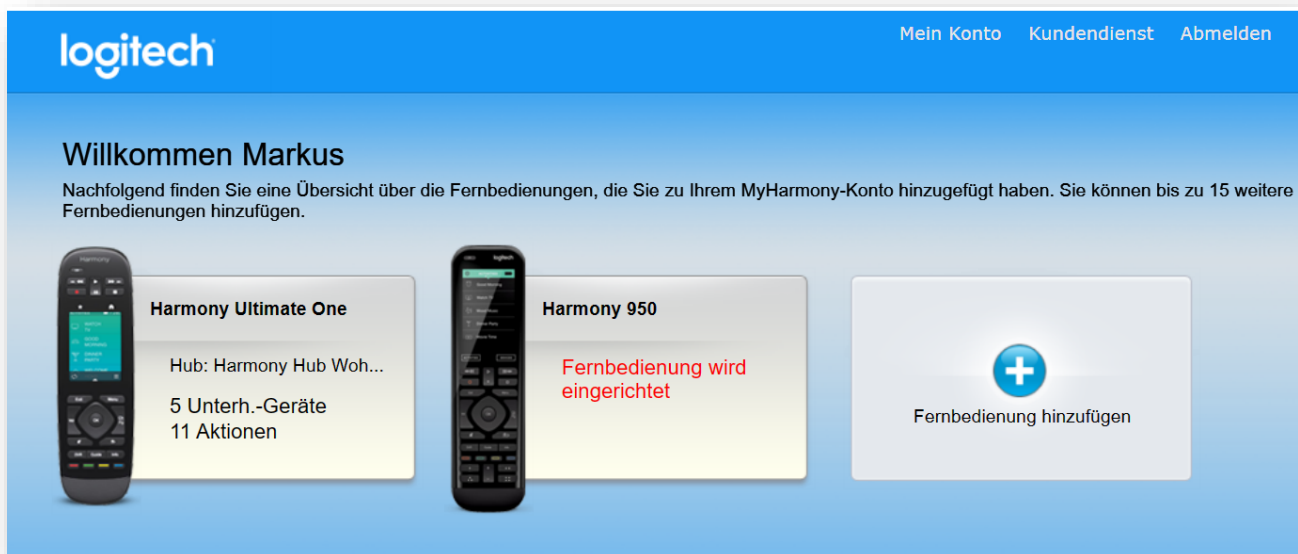 logitech
Mein Konto Kundendienst Abmelden
Willkommen Markus
Nachfolgend finden Sie eine Übersicht über die Fernbedienungen, die Sie zu Ihrem MyHarmony-Konto hinzugefügt haben. Sie können bis zu 15 weitere
Fernbedienungen hinzufügen.
Harmony
Harmony Ultimate One
Hub: Harmony Hub Woh...
5 Unterh.-Geräte
11 Aktionen
logitech
Harmony 950
Fernbedienung wird
eingerichtet
Fernbedienung hinzufügen